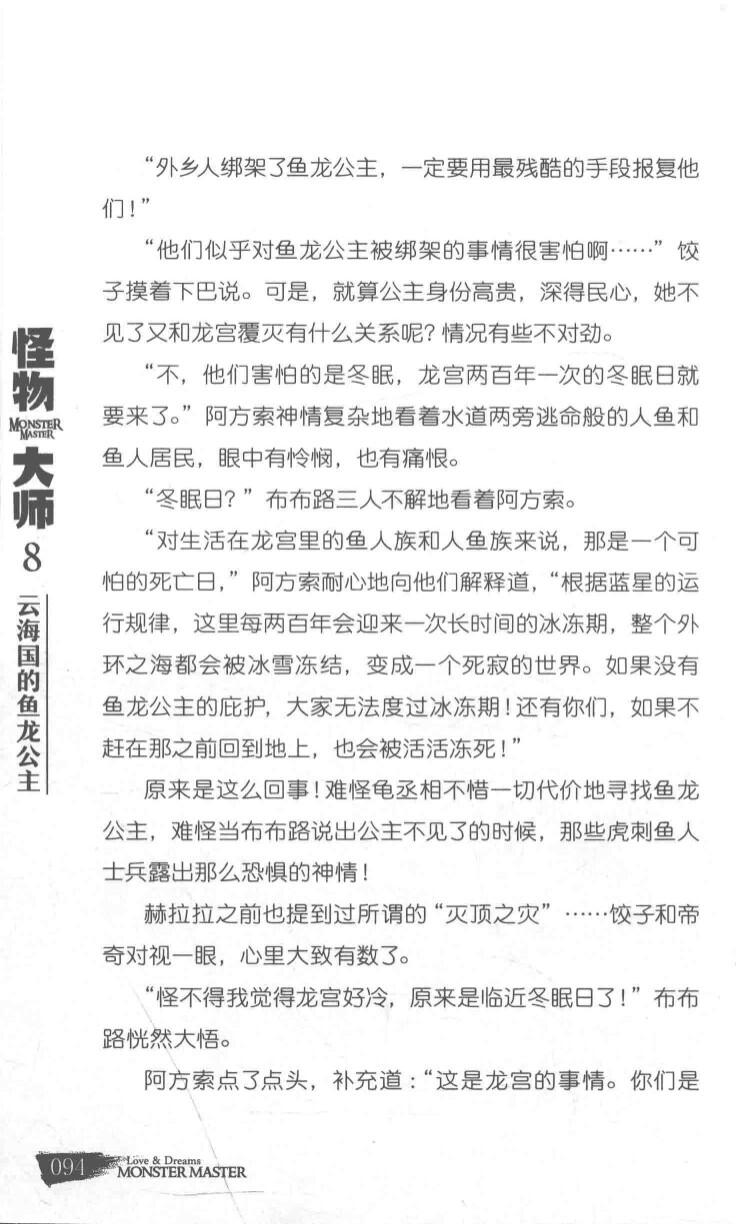 “外乡人绑架了鱼龙公主，一定要用最残酷的手段报复他
们！”
“他们似乎对鱼龙公主被绑架的事情很害怕啊……”饺
子摸着下巴说。可是，就算公主身份高贵，深得民心，她不
见了又和龙宫覆灭有什么关系呢？情况有些不对劲。
“不，他们害怕的是冬眠，龙宫两百年一次的冬眠日就
要来了。”阿方索神情复杂地看着水道两旁逃命般的人鱼和
鱼人居民，眼中有怜悯，也有痛恨。
“冬眠日？”布布路三人不解地看着阿方索。
“对生活在龙宫里的鱼人族和人鱼族来说，那是一个可
怕的死亡日，”阿方索耐心地向他们解释道，“根据蓝星的运
行规律，这里每两百年会迎来一次长时间的冰冻期，整个外
环之海都会被冰雪冻结，变成一个死寂的世界。如果没有
鱼龙公主的庇护，大家无法度过冰冻期！还有你们，如果不
赶在那之前回到地上，也会被活活冻死！”
原来是这么回事！难怪龟丞相不惜一切代价地寻找鱼龙
公主，难怪当布布路说出公主不见了的时候，那些虎刺鱼人
士兵露出那么恐惧的神情！
赫拉拉之前也提到过所谓的“灭顶之灾”……饺子和帝
奇对视一眼，心里大致有数了。
“怪不得我觉得龙宫好冷，原来是临近冬眠日了！”布布
路恍然大悟。
阿方索点了点头，补充道：“这是龙宫的事情。你们是
怪物
MONSTER
MASTER
大师
8
云海国的鱼龙公主
094
Love & Dreams
MONSTER MASTER